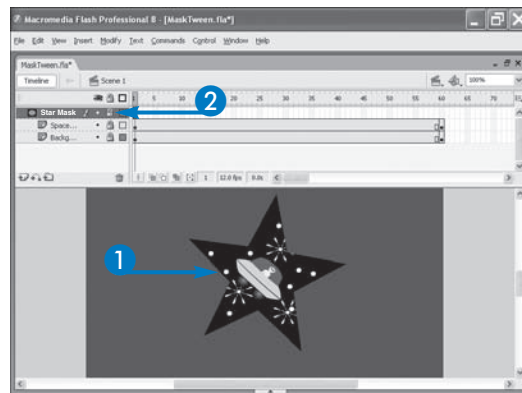 Macromedia Flash Professional 8 - [MaskTween.fla*]
File Edit View Insert Modify Text Commands Control Window Help
MaskTween.fla*
Timeline Scene 1 100%
5 10 20 25 30 35 40 45 50 55 60 65 70
2
Star Mask
Space...
Backg...
1 12.0 fps 0.0s
1